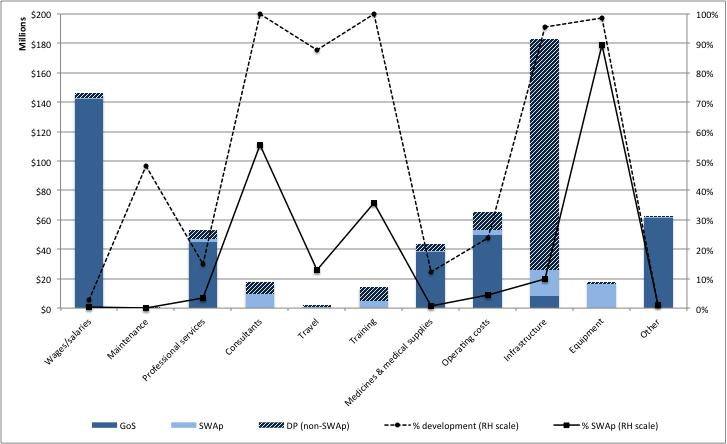 Millions
$200
$180
$160
$140
$120
$100
$80
$60
$40
$20
$0
100%
90%
80%
70%
60%
50%
40%
30%
20%
10%
0%
Wages/salaries
Maintenance
Professional services
Consultants
Travel
Training
Medicines & medical supplies
Operating costs
Infrastructure
Equipment
Other
GoS
SWAp
DP (non-SWAp)
% development (RH scale)
% SWAp (RH scale)